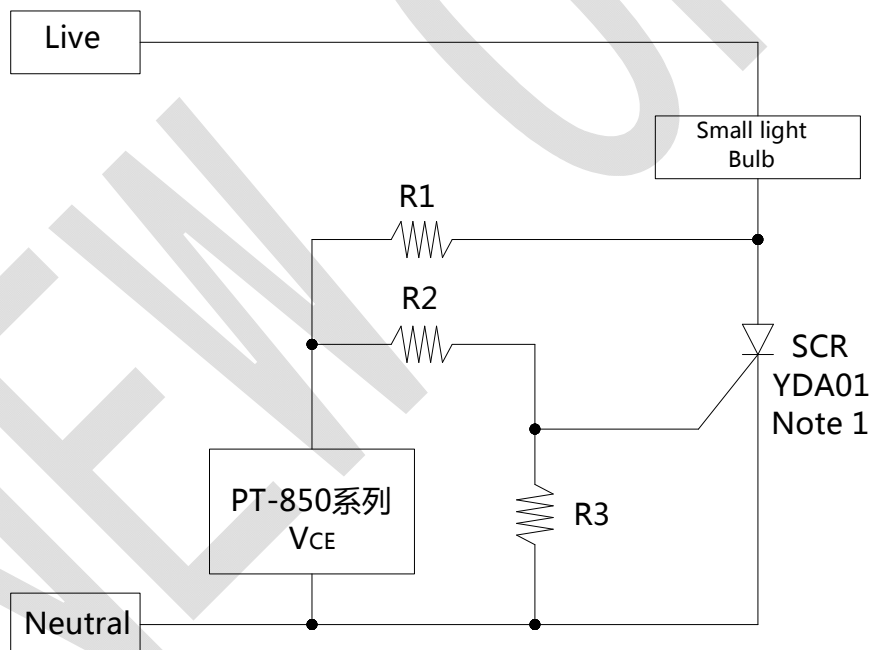 Live
Small light
Bulb
R1
R2
SCR
YDA01
Note 1
PT-850系列
VCE
R3
Neutral